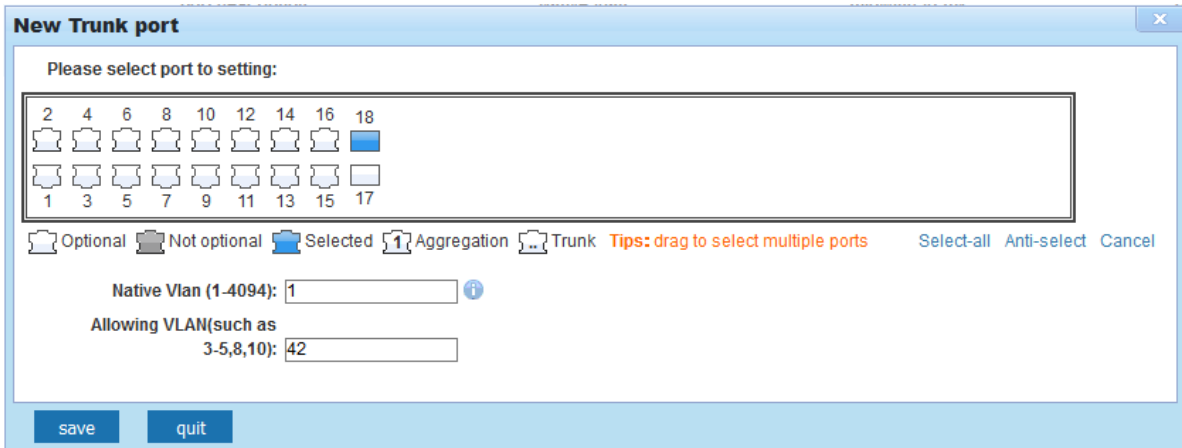 New Trunk port
x
Please select port to setting:
2 4 6 8 10 12 14 16 18
1 3 5 7 9 11 13 15 17
Optional Not optional Selected 1 Aggregation .. Trunk Tips: drag to select multiple ports Select-all Anti-select Cancel
Native Vlan (1-4094): 1 i
Allowing VLAN(such as
3-5,8,10): 42
save quit